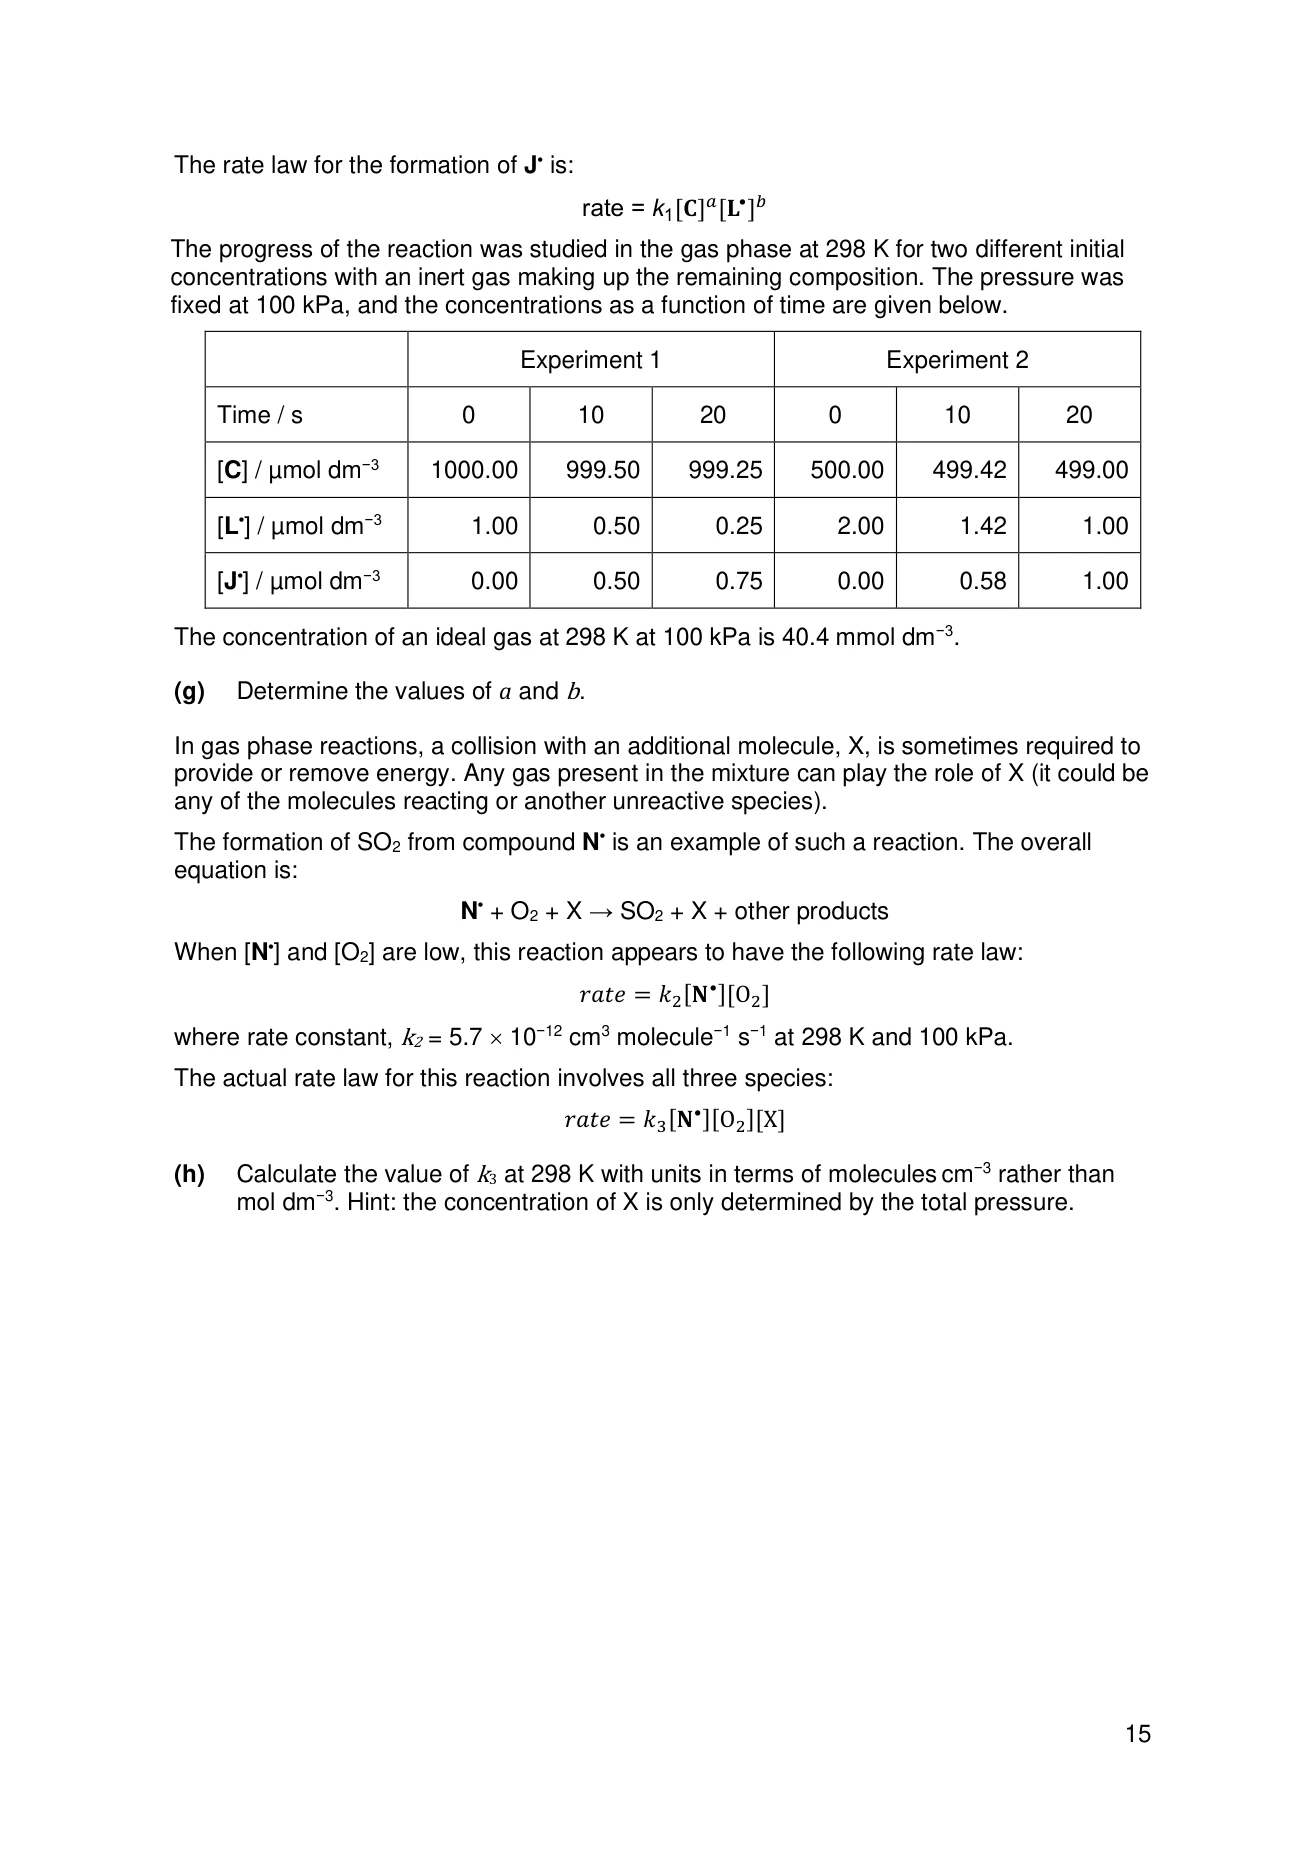 The rate law for the formation of J• is:
rate = k₁[C]ᵃ[L•]ᵇ
The progress of the reaction was studied in the gas phase at 298 K for two different initial
concentrations with an inert gas making up the remaining composition. The pressure was
fixed at 100 kPa, and the concentrations as a function of time are given below.
Experiment 1 Experiment 2
Time / s 0 10 20 0 10 20
[C] / μmol dm⁻³ 1000.00 999.50 999.25 500.00 499.42 499.00
[L•] / μmol dm⁻³ 1.00 0.50 0.25 2.00 1.42 1.00
[J•] / μmol dm⁻³ 0.00 0.50 0.75 0.00 0.58 1.00
The concentration of an ideal gas at 298 K at 100 kPa is 40.4 mmol dm⁻³.
(g) Determine the values of a and b.
In gas phase reactions, a collision with an additional molecule, X, is sometimes required to
provide or remove energy. Any gas present in the mixture can play the role of X (it could be
any of the molecules reacting or another unreactive species).
The formation of SO₂ from compound N• is an example of such a reaction. The overall
equation is:
N• + O₂ + X → SO₂ + X + other products
When [N•] and [O₂] are low, this reaction appears to have the following rate law:
rate = k₂[N•][O₂]
where rate constant, k₂ = 5.7 × 10⁻¹² cm³ molecule⁻¹ s⁻¹ at 298 K and 100 kPa.
The actual rate law for this reaction involves all three species:
rate = k₃[N•][O₂][X]
(h) Calculate the value of k₃ at 298 K with units in terms of molecules cm⁻³ rather than
mol dm⁻³. Hint: the concentration of X is only determined by the total pressure.
15